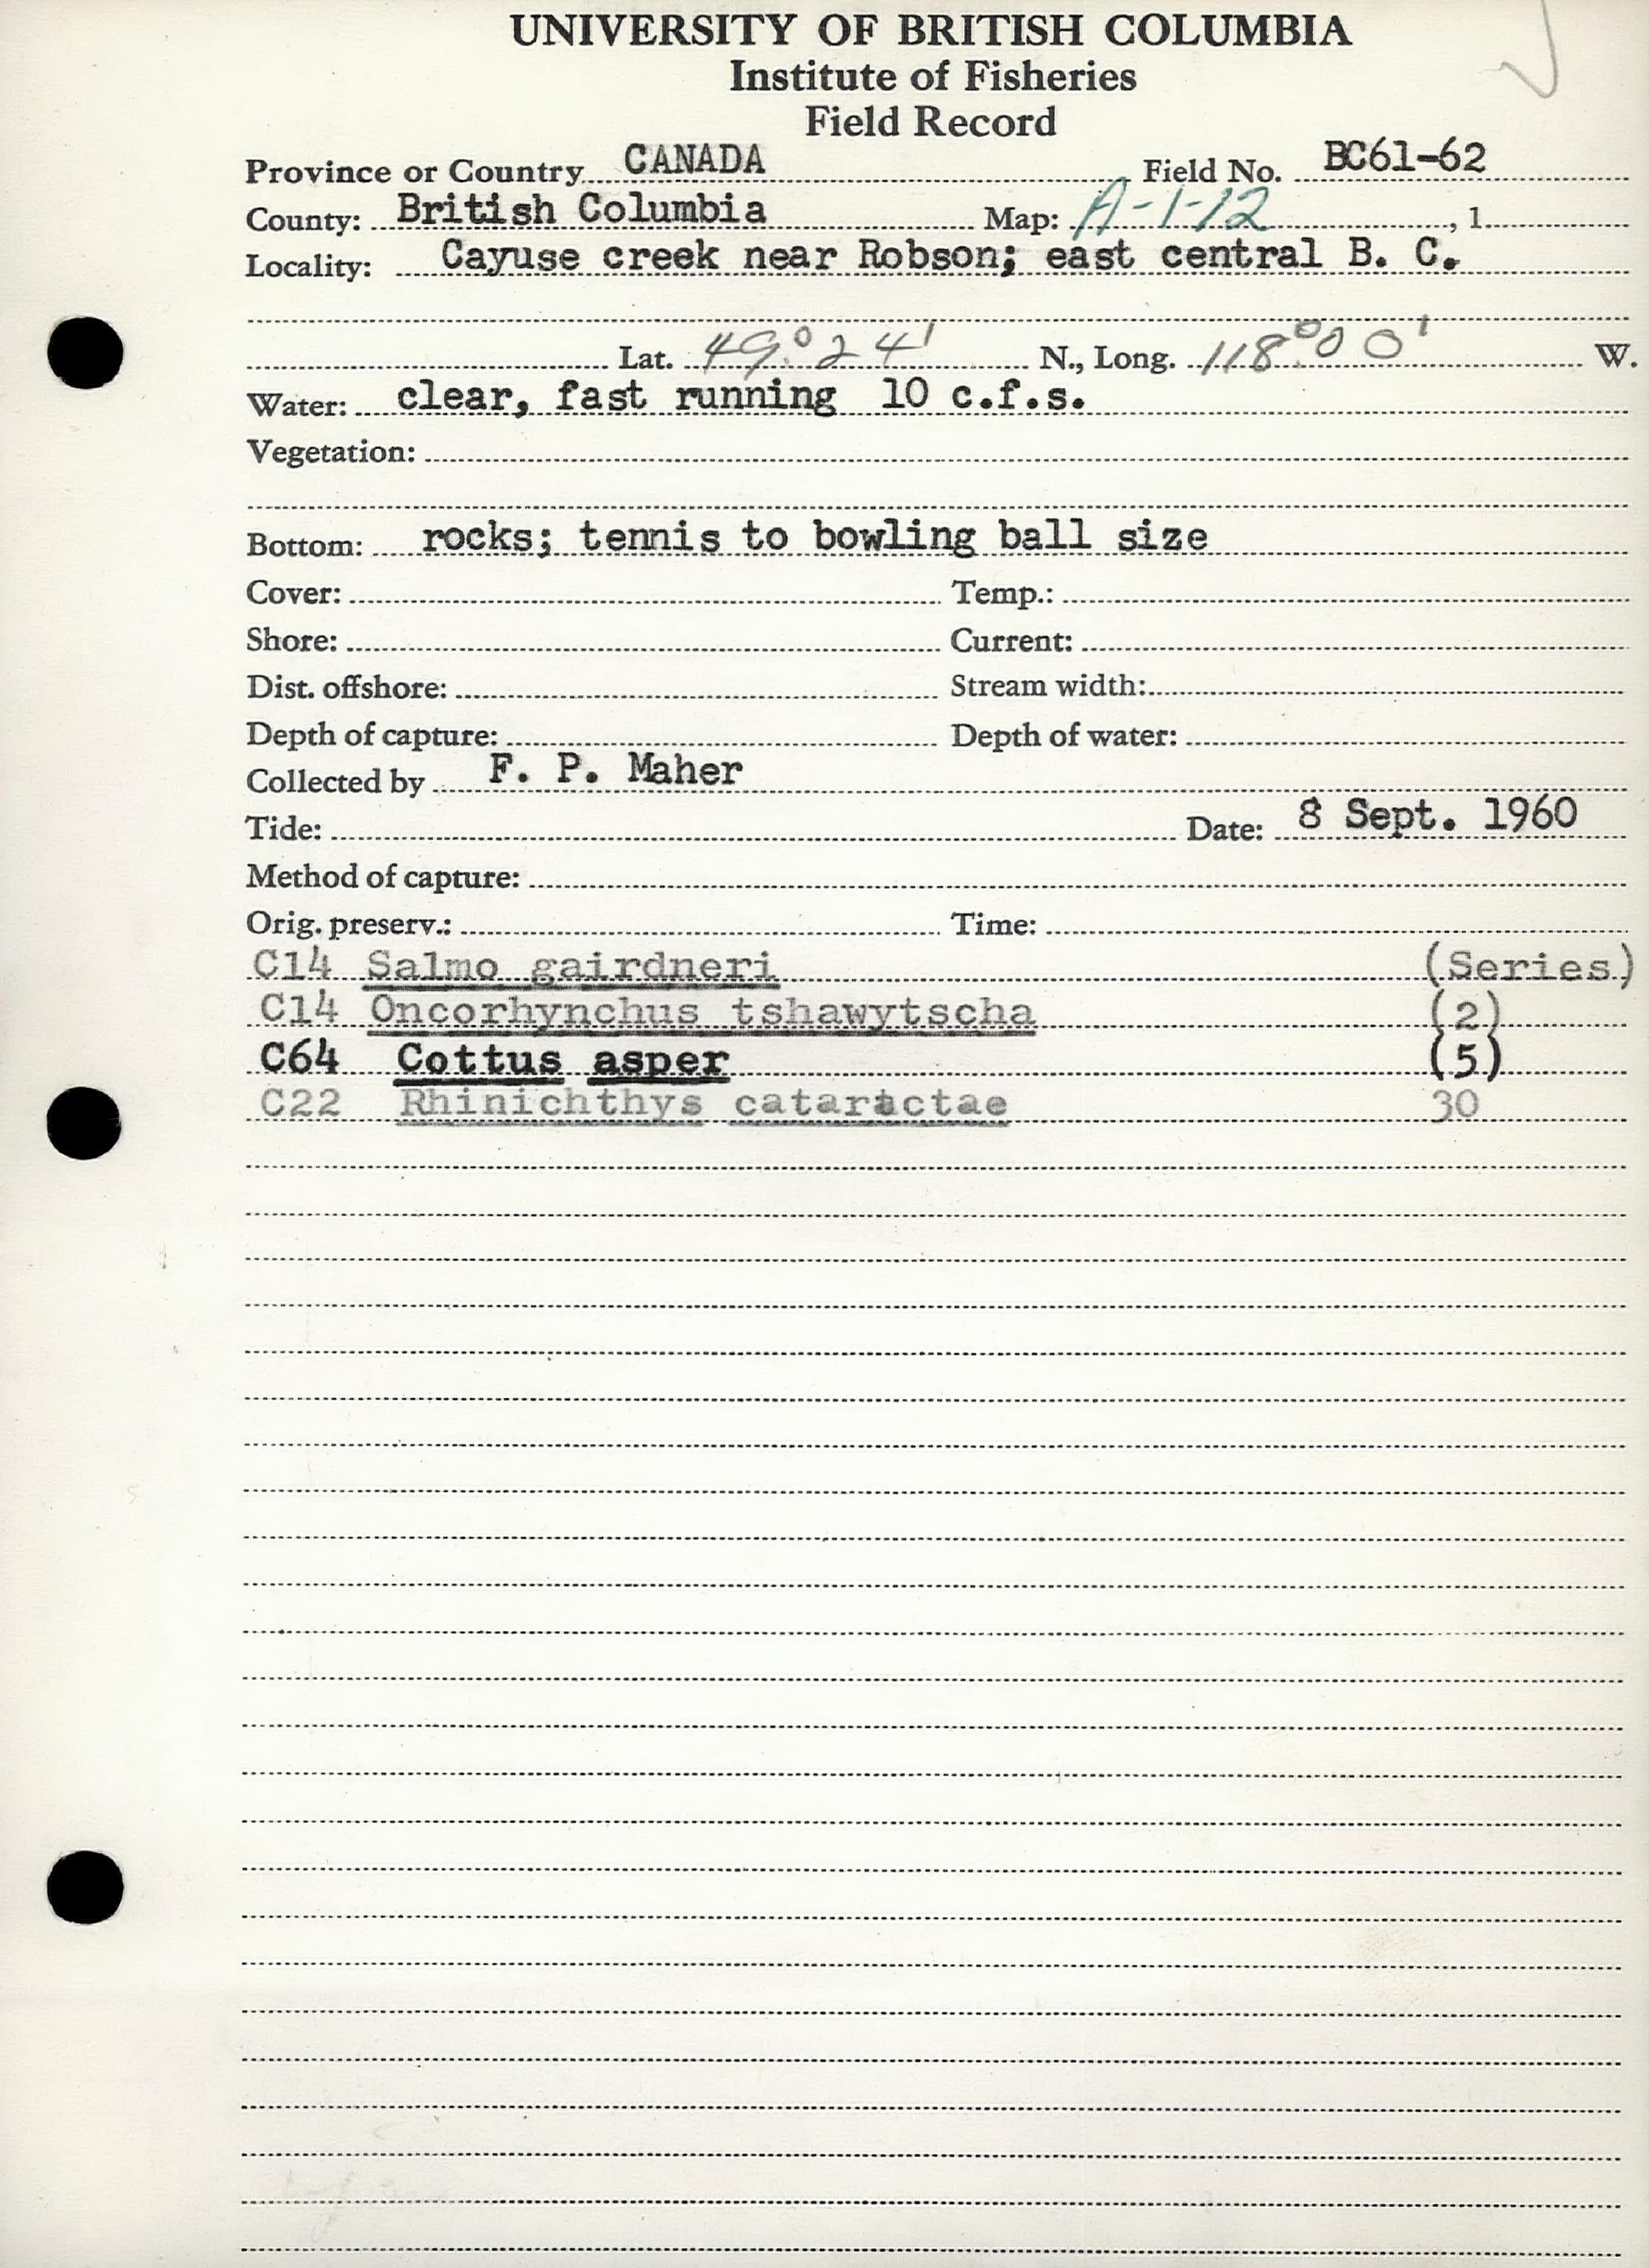 UNIVERSITY OF BRITISH COLUMBIA
Institute of Fisheries
Field Record
Province or Country CANADA Field No. BC61-62
County: British Columbia Map: A-1-12 , 1
Locality: Cayuse creek near Robson; east central B. C.
Lat. 49° 24' N., Long. 118° 00' W.
Water: clear, fast running 10 c.f.s.
Vegetation:
Bottom: rocks; tennis to bowling ball size
Cover: Temp.:
Shore: Current:
Dist. offshore: Stream width:
Depth of capture: Depth of water:
Collected by F. P. Maher
Tide: Date: 8 Sept. 1960
Method of capture:
Orig. preserv.: Time:
C14 Salmo gairdneri (Series)
C14 Oncorhynchus tshawytscha (2)
C64 Cottus asper (5)
C22 Rhinichthys cataractae 30